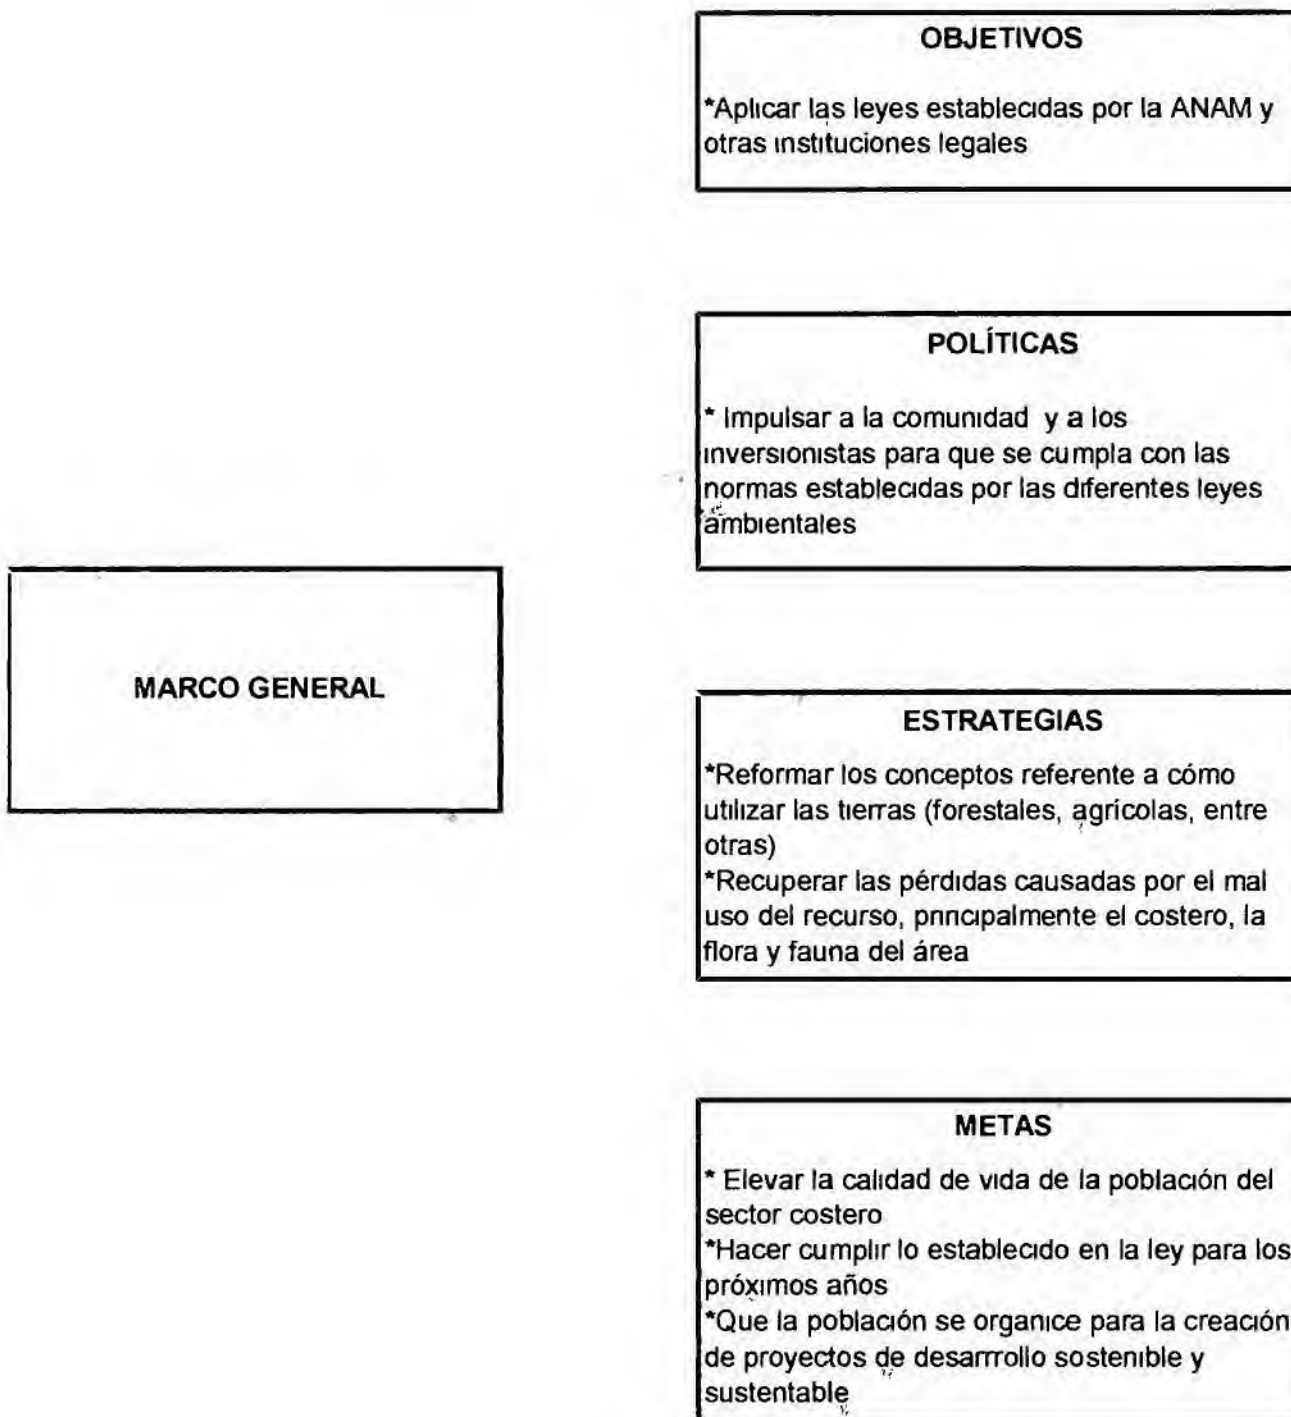 OBJETIVOS
*Aplicar las leyes establecidas por la ANAM y
otras instituciones legales
POLÍTICAS
* Impulsar a la comunidad y a los
inversionistas para que se cumpla con las
normas establecidas por las diferentes leyes
ambientales
MARCO GENERAL
ESTRATEGIAS
*Reformar los conceptos referente a cómo
utilizar las tierras (forestales, agrícolas, entre
otras)
*Recuperar las pérdidas causadas por el mal
uso del recurso, principalmente el costero, la
flora y fauna del área
METAS
* Elevar la calidad de vida de la población del
sector costero
*Hacer cumplir lo establecido en la ley para los
próximos años
*Que la población se organice para la creación
de proyectos de desarrrollo sostenible y
sustentable